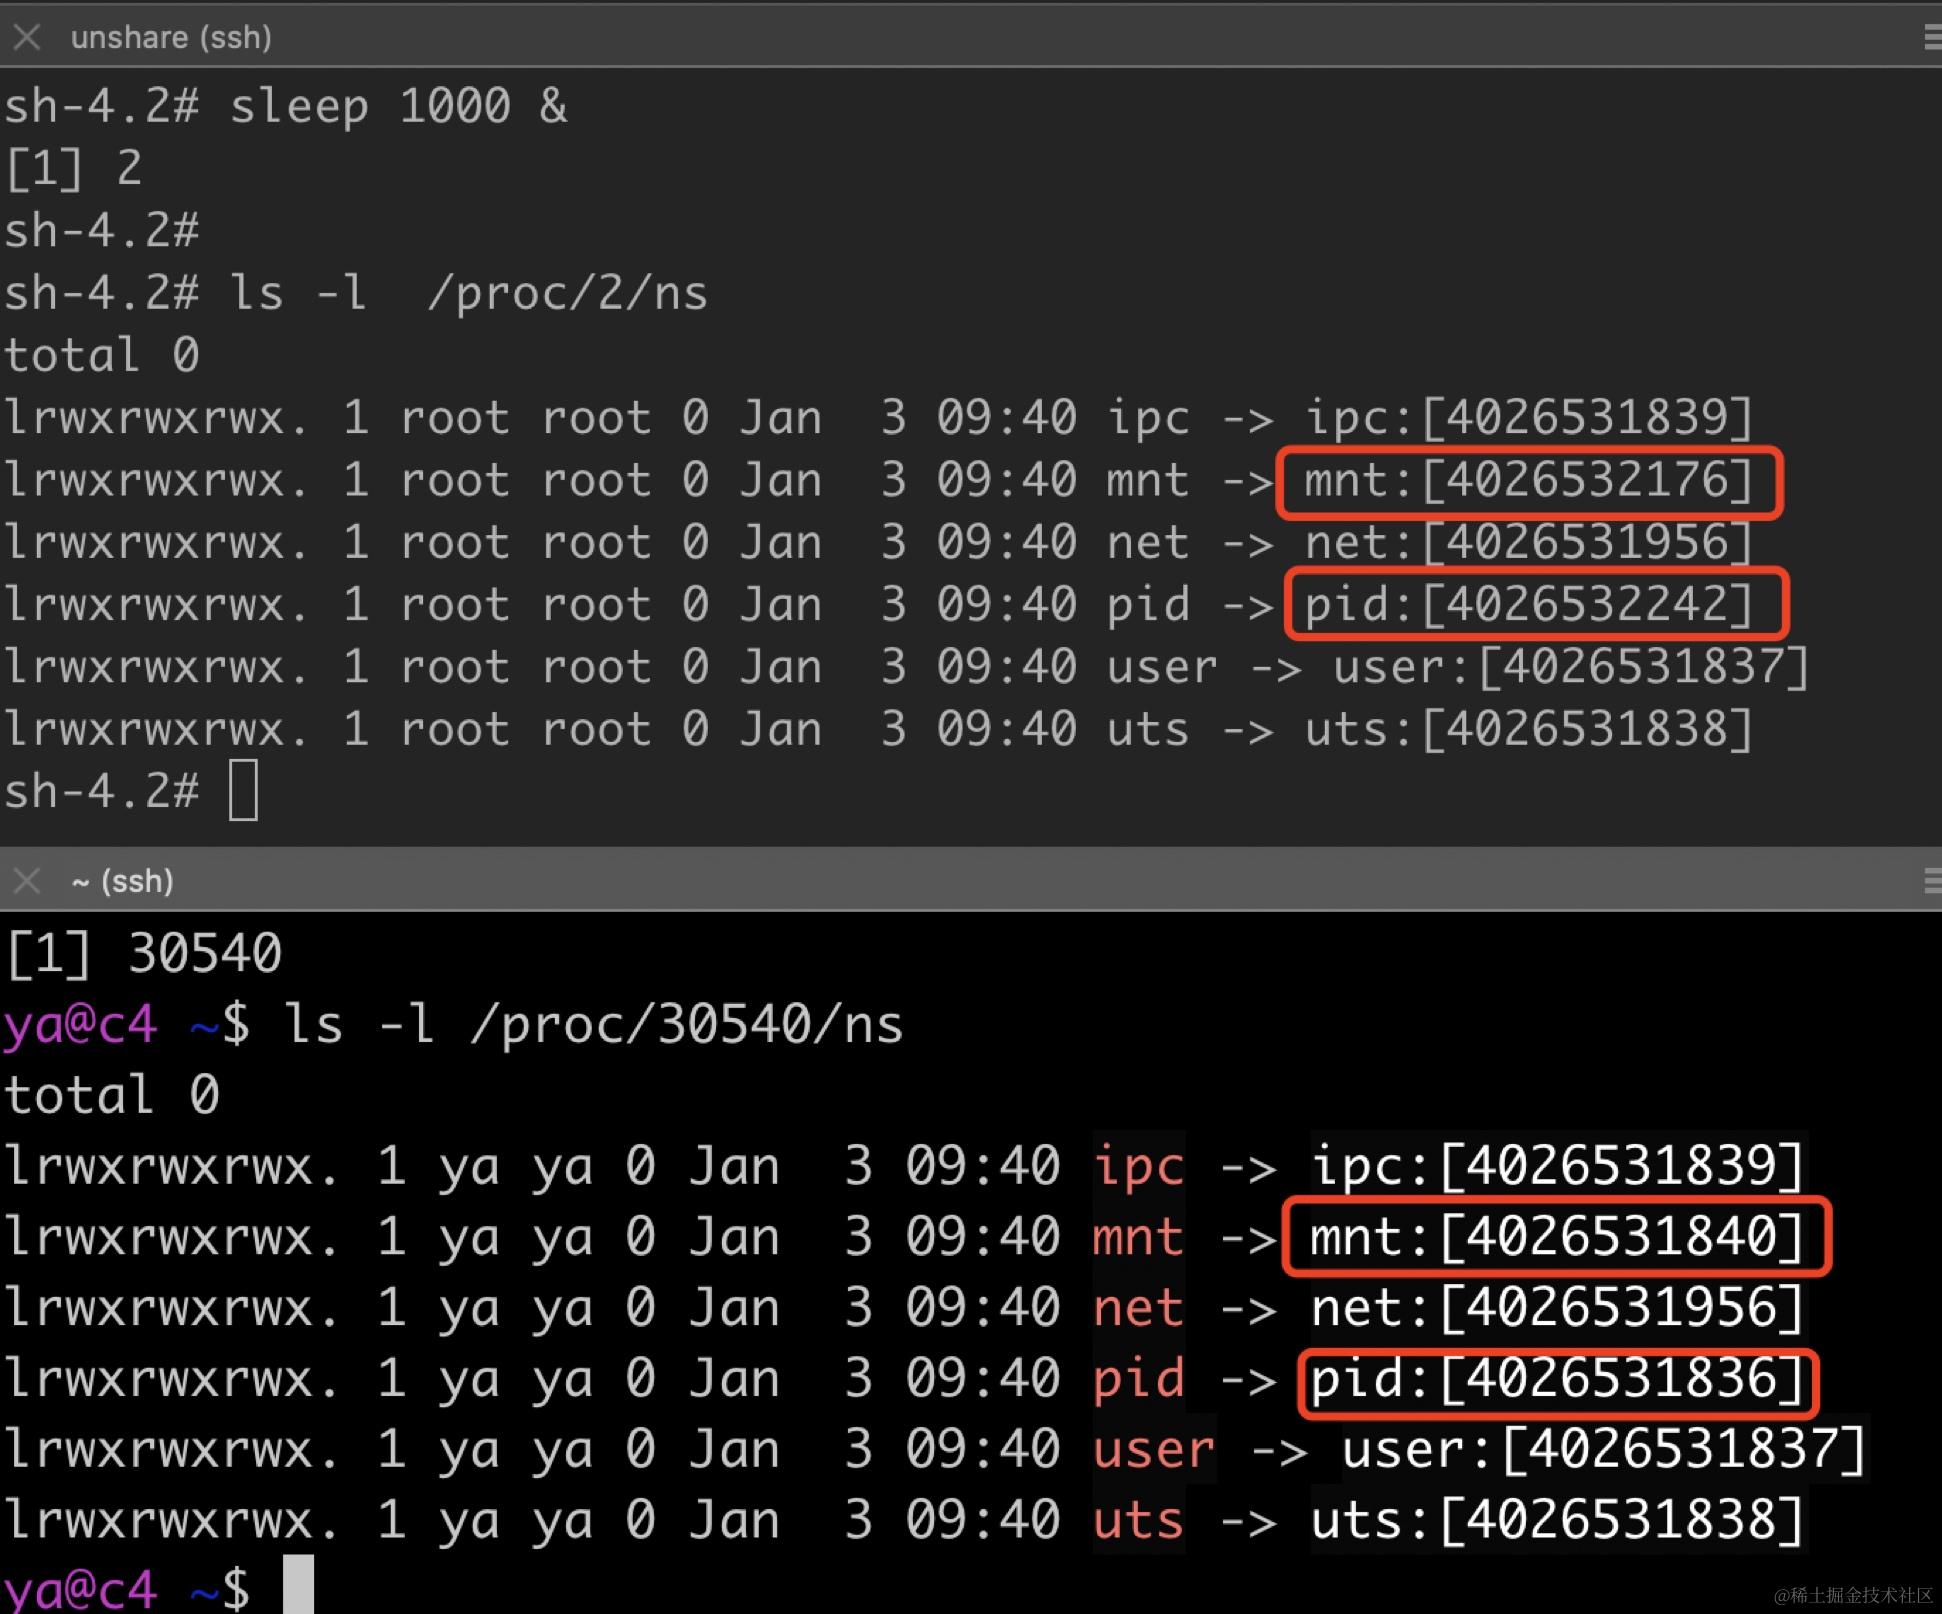 unshare (ssh)
sh-4.2# sleep 1000 &
[1] 2
sh-4.2#
sh-4.2# ls -l  /proc/2/ns
total 0
lrwxrwxrwx. 1 root root 0 Jan  3 09:40 ipc -> ipc:[4026531839]
lrwxrwxrwx. 1 root root 0 Jan  3 09:40 mnt -> mnt:[4026532176]
lrwxrwxrwx. 1 root root 0 Jan  3 09:40 net -> net:[4026531956]
lrwxrwxrwx. 1 root root 0 Jan  3 09:40 pid -> pid:[4026532242]
lrwxrwxrwx. 1 root root 0 Jan  3 09:40 user -> user:[4026531837]
lrwxrwxrwx. 1 root root 0 Jan  3 09:40 uts -> uts:[4026531838]
sh-4.2#
~ (ssh)
[1] 30540
ya@c4 ~$ ls -l /proc/30540/ns
total 0
lrwxrwxrwx. 1 ya ya 0 Jan  3 09:40 ipc -> ipc:[4026531839]
lrwxrwxrwx. 1 ya ya 0 Jan  3 09:40 mnt -> mnt:[4026531840]
lrwxrwxrwx. 1 ya ya 0 Jan  3 09:40 net -> net:[4026531956]
lrwxrwxrwx. 1 ya ya 0 Jan  3 09:40 pid -> pid:[4026531836]
lrwxrwxrwx. 1 ya ya 0 Jan  3 09:40 user -> user:[4026531837]
lrwxrwxrwx. 1 ya ya 0 Jan  3 09:40 uts -> uts:[4026531838]
ya@c4 ~$
@稀土掘金技术社区